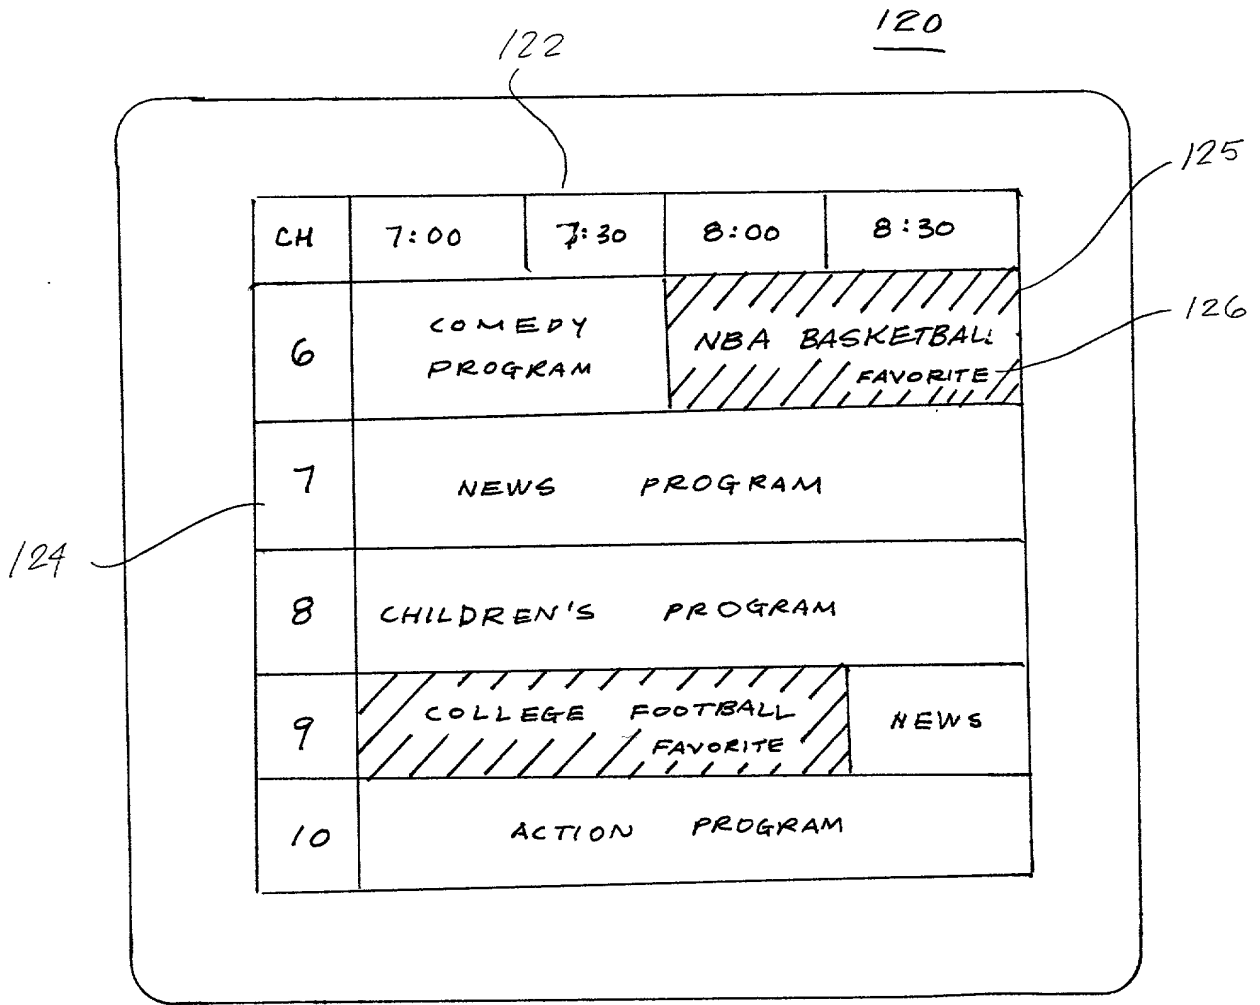 120
122
125
CH 7:00 7:30 8:00 8:30
126
6 COMEDY PROGRAM NBA BASKETBALL FAVORITE
7 NEWS PROGRAM
124
8 CHILDREN'S PROGRAM
9 COLLEGE FOOTBALL FAVORITE NEWS
10 ACTION PROGRAM